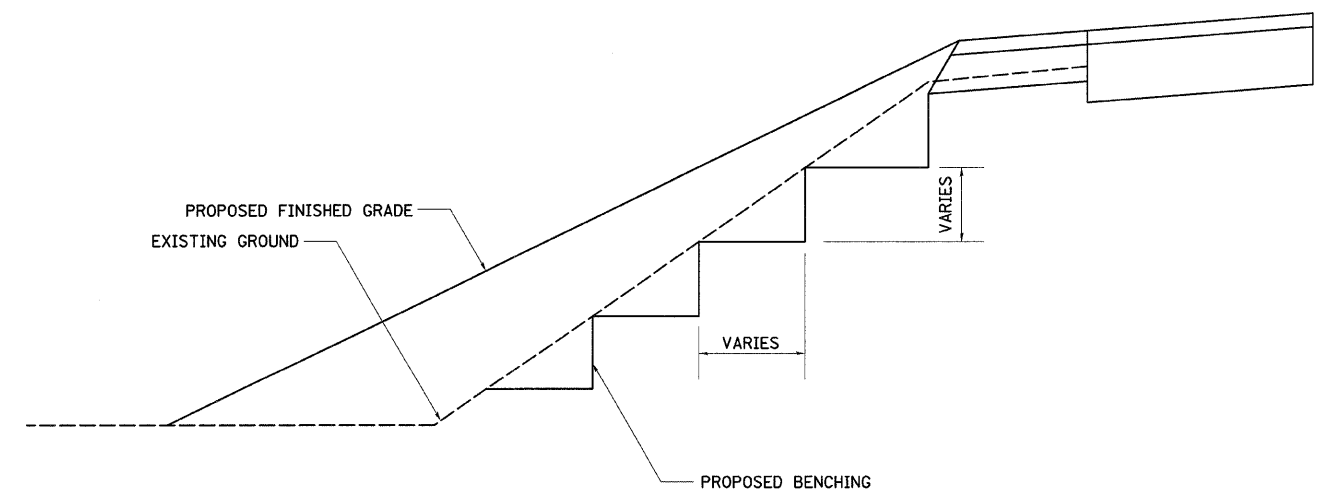 PROPOSED FINISHED GRADE
EXISTING GROUND
VARIES
VARIES
PROPOSED BENCHING